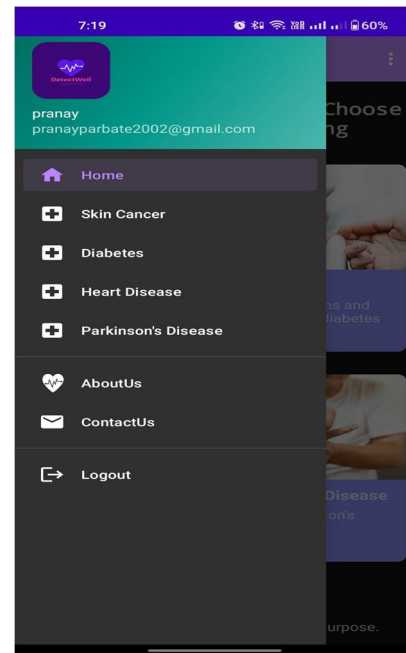 7:19
60%
DetectWell
pranay
pranayparbate2002@gmail.com
Choose
ng
Home
Skin Cancer
Diabetes
Heart Disease
Parkinson's Disease
AboutUs
ContactUs
Logout
ns and
diabetes
Disease
on's
urpose.